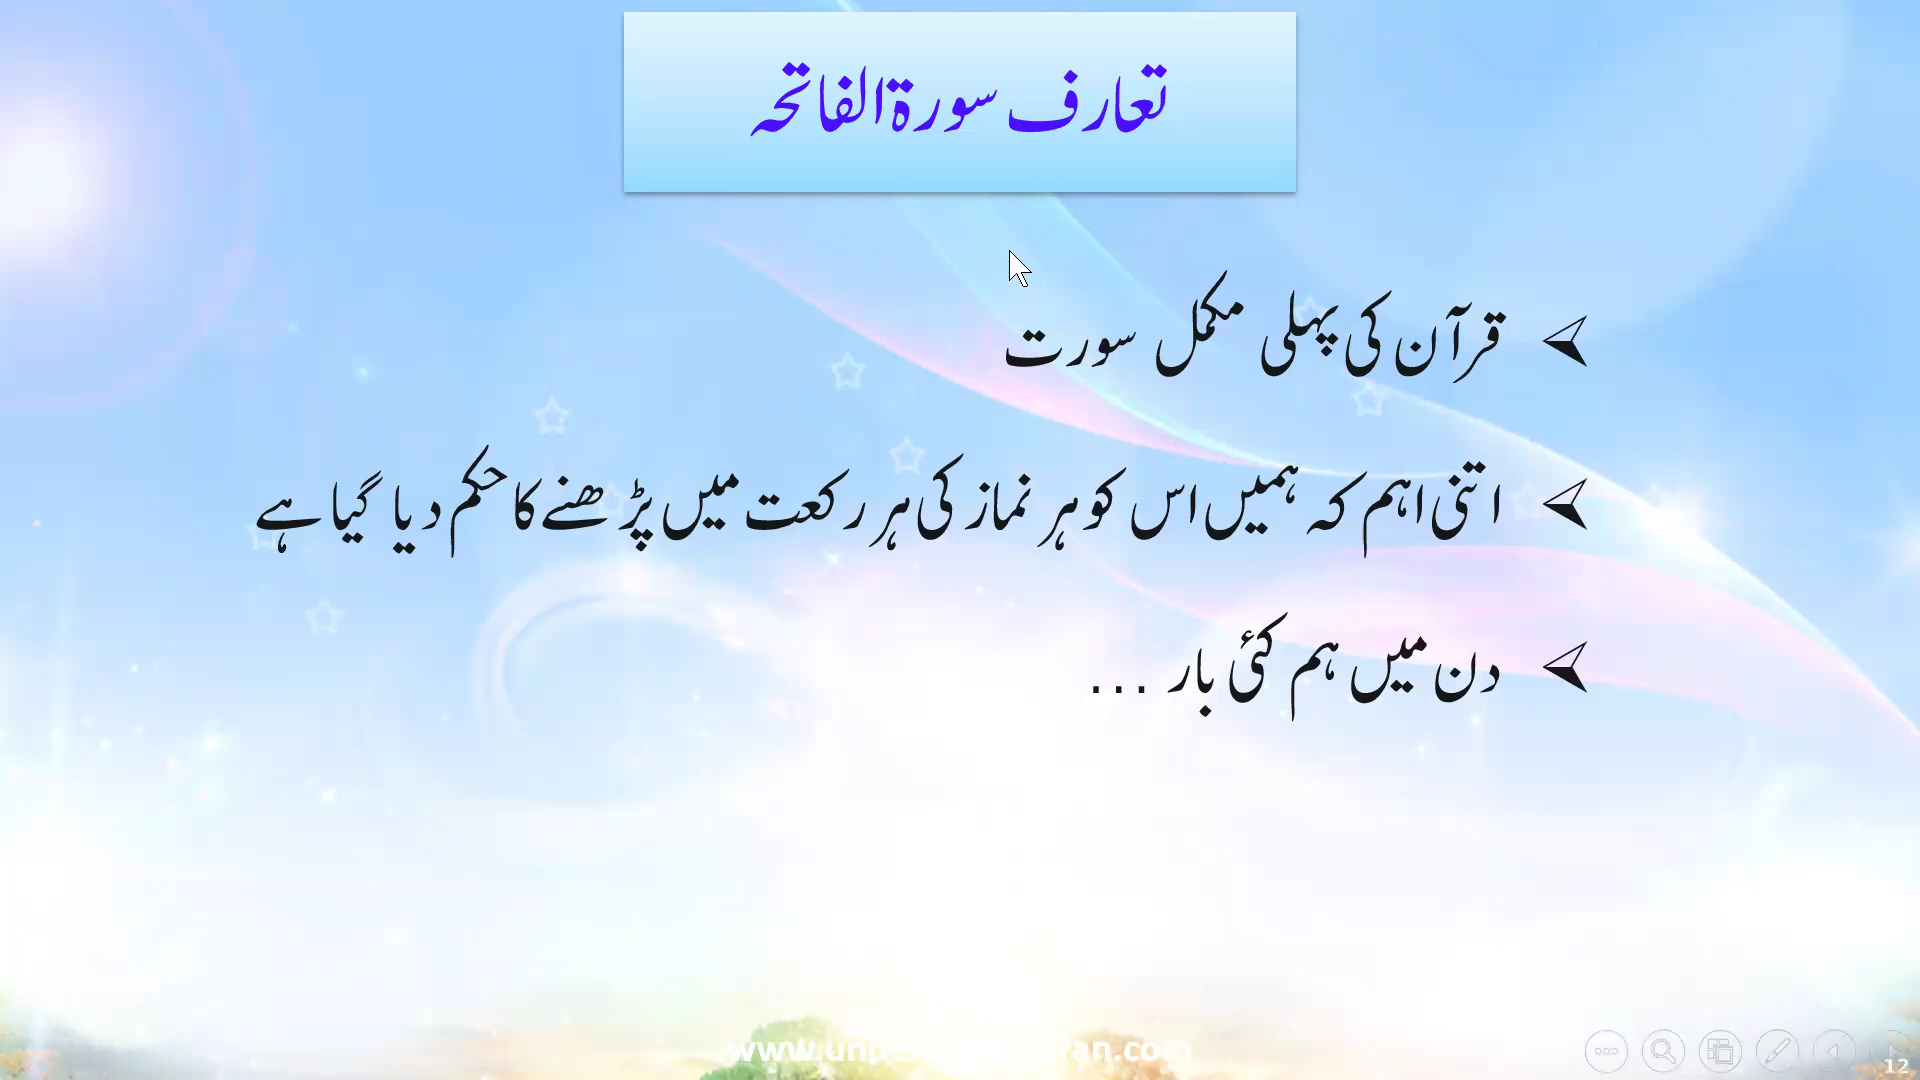 تعارف سورۃ الفاتحہ
قرآن کی پہلی مکمل سورت
اتنی اہم کہ ہمیں اس کو ہر نماز کی ہر رکعت میں پڑھنے کا حکم دیا گیا ہے
دن میں ہم کئی بار ...
12